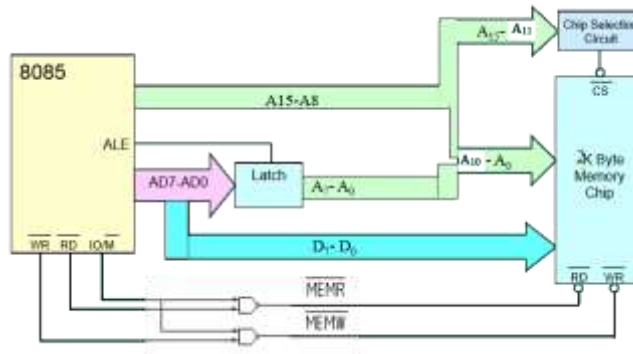 Chip Selection
Circuit
A15- A11
8085
CS
A15-A8
ALE
2K Byte
Memory
Chip
A10 - A0
Latch
AD7-AD0
A7- A0
D7- D0
WR RD IO/M
RD WR
MEMR
MEMW